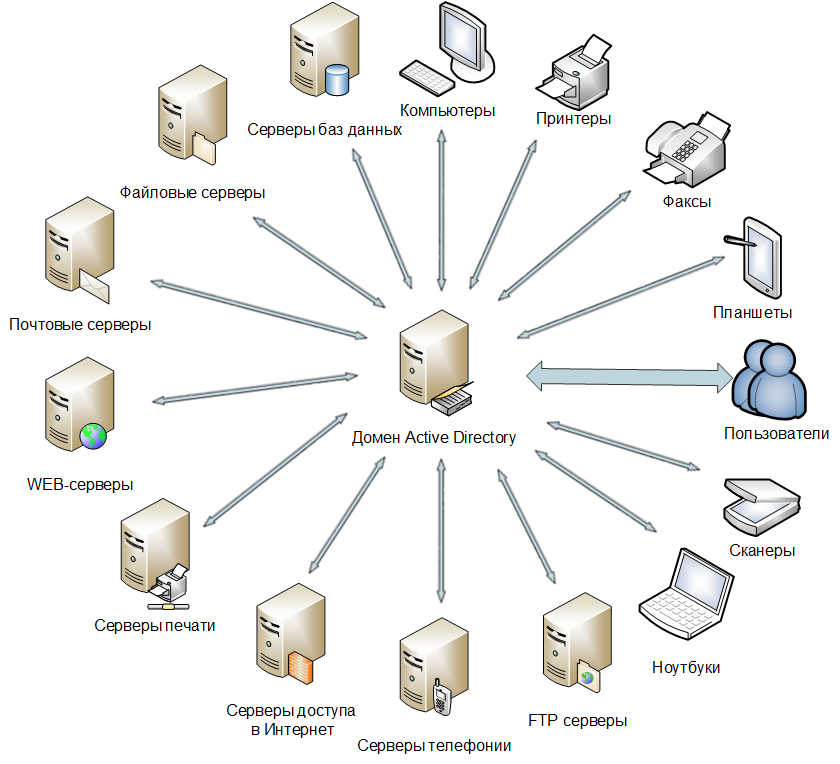 Компьютеры
Принтеры
Серверы баз данных
Файловые серверы
Факсы
Почтовые серверы
Планшеты
Домен Active Directory
Пользователи
WEB-серверы
Сканеры
Серверы печати
Ноутбуки
Серверы доступа
в Интернет
FTP серверы
Серверы телефонии